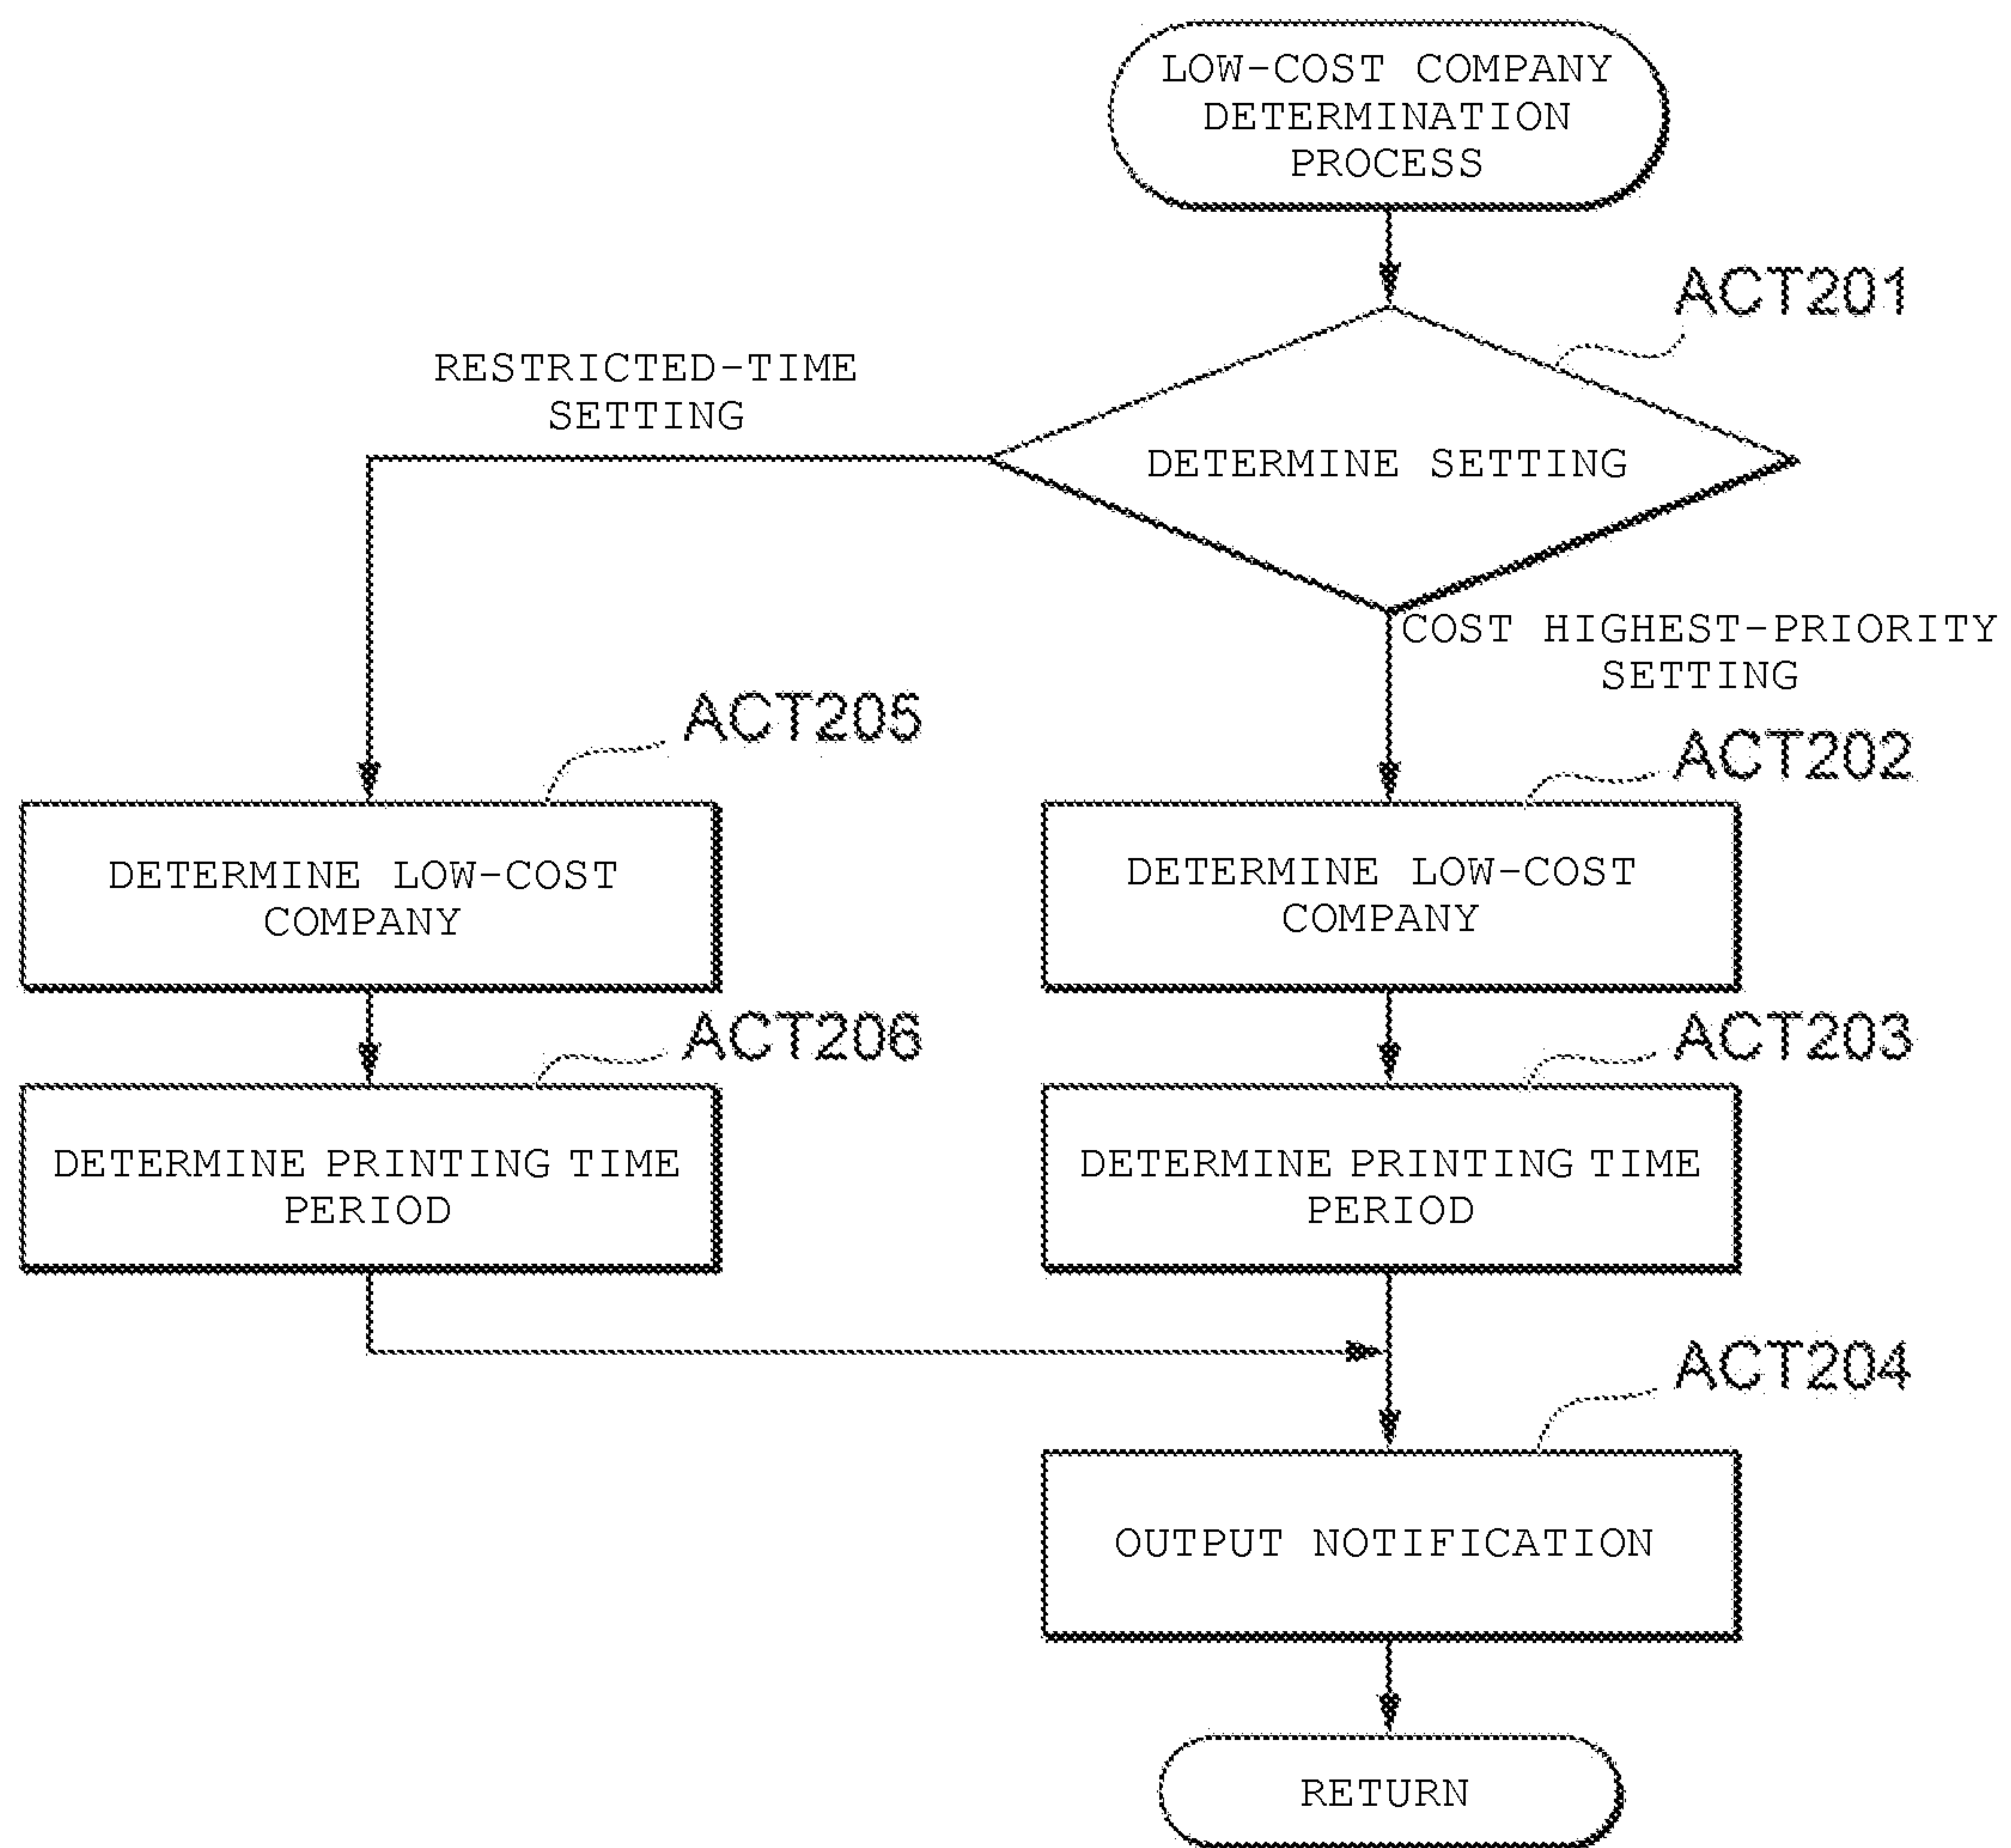 LOW-COST COMPANY
DETERMINATION
PROCESS
ACT201
RESTRICTED-TIME
SETTING
DETERMINE SETTING
COST HIGHEST-PRIORITY
SETTING
ACT205
ACT202
DETERMINE LOW-COST
COMPANY
DETERMINE LOW-COST
COMPANY
ACT206
ACT203
DETERMINE PRINTING TIME
PERIOD
DETERMINE PRINTING TIME
PERIOD
ACT204
OUTPUT NOTIFICATION
RETURN